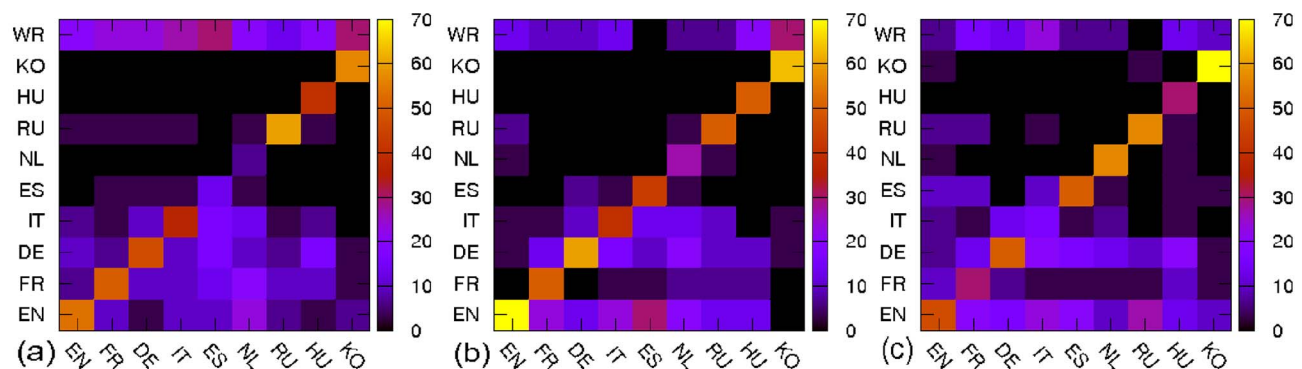 WR
KO
HU
RU
NL
ES
IT
DE
FR
EN
70
60
50
40
30
20
10
0
(a)
EN FR DE IT ES NL RU HU KO
WR
KO
HU
RU
NL
ES
IT
DE
FR
EN
70
60
50
40
30
20
10
0
(b)
EN FR DE IT ES NL RU HU KO
WR
KO
HU
RU
NL
ES
IT
DE
FR
EN
70
60
50
40
30
20
10
0
(c)
EN FR DE IT ES NL RU HU KO